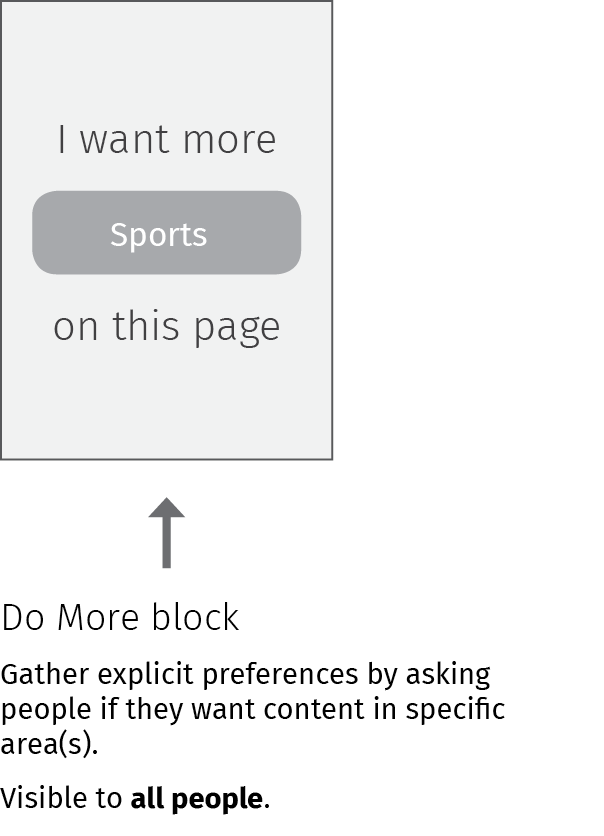 I want more
Sports
on this page
Do More block
Gather explicit preferences by asking
people if they want content in specific
area(s).
Visible to all people.